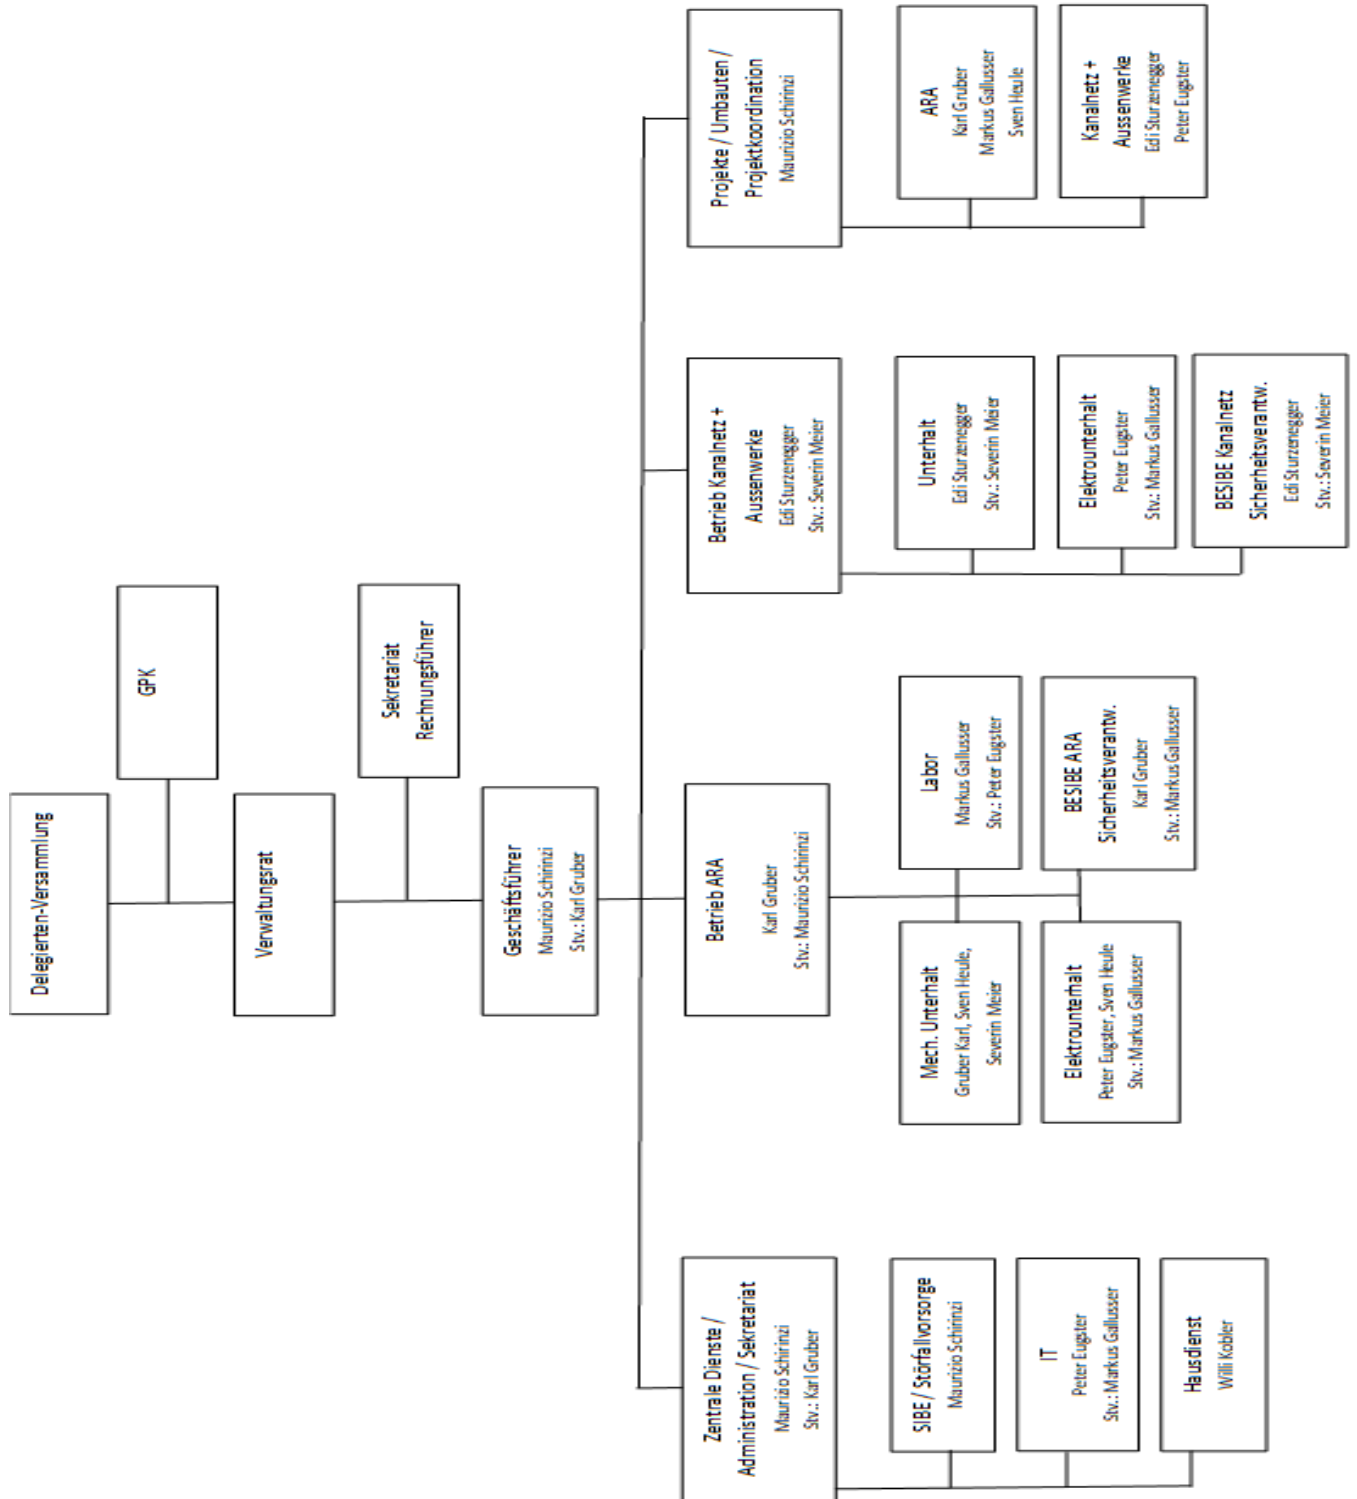 Delegierten-Versammlung
GPK
Verwaltungsrat
Sekretariat
Rechnungsführer
Geschäftsführer
Maurizio Schirinzi
Stv.: Karl Gruber
Zentrale Dienste /
Administration / Sekretariat
Maurizio Schirinzi
Stv.: Karl Gruber
SIBE / Störfallvorsorge
Maurizio Schirinzi
IT
Peter Eugster
Stv.: Markus Gallusser
Hausdienst
Willi Kobler
Betrieb ARA
Karl Gruber
Stv.: Maurizio Schirinzi
Mech. Unterhalt
Gruber Karl, Sven Heule,
Severin Meier
Labor
Markus Gallusser
Stv.: Peter Eugster
Elektrounterhalt
Peter Eugster, Sven Heule
Stv.: Markus Gallusser
BESIBE ARA
Sicherheitsverantw.
Karl Gruber
Stv.: Markus Gallusser
Betrieb Kanalnetz +
Aussenwerke
Edi Sturzenegger
Stv.: Severin Meier
Unterhalt
Edi Sturzenegger
Stv.: Severin Meier
Elektrounterhalt
Peter Eugster
Stv.: Markus Gallusser
BESIBE Kanalnetz
Sicherheitsverantw.
Edi Sturzenegger
Stv.: Severin Meier
Projekte / Umbauten /
Projektkoordination
Maurizio Schirinzi
ARA
Karl Gruber
Markus Gallusser
Sven Heule
Kanalnetz +
Aussenwerke
Edi Sturzenegger
Peter Eugster